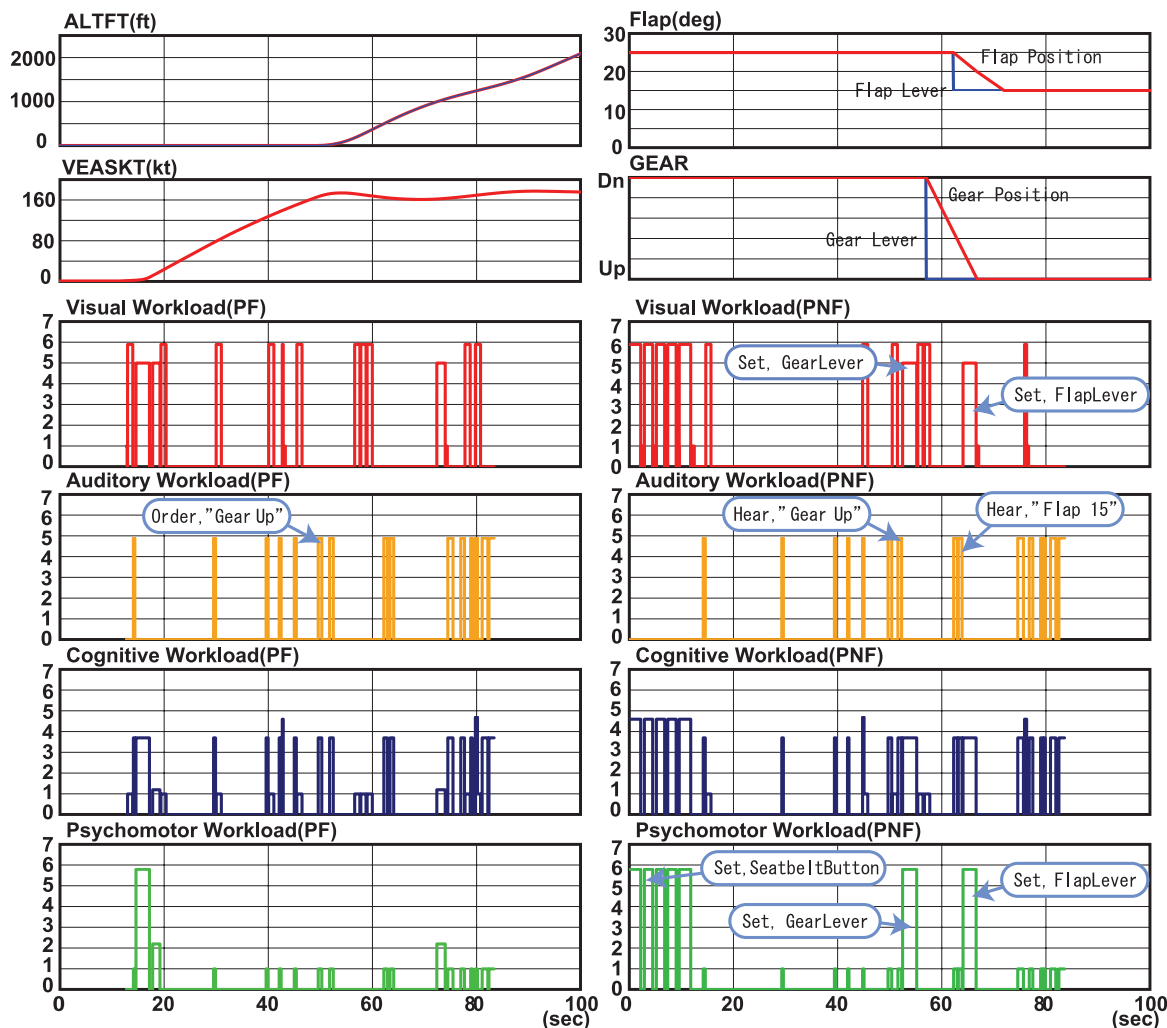 ALTFT(ft)
2000
1000
0
VEASKT(kt)
160
80
0
Visual Workload(PF)
7
6
5
4
3
2
1
0
Auditory Workload(PF)
7
6
5
4
3
2
1
0
Order,”Gear Up”
Cognitive Workload(PF)
7
6
5
4
3
2
1
0
Psychomotor Workload(PF)
7
6
5
4
3
2
1
0
0 20 40 60 80 100
(sec)
Flap(deg)
30
20
10
0
Flap Position
Flap Lever
GEAR
Dn
Up
Gear Position
Gear Lever
Visual Workload(PNF)
7
6
5
4
3
2
1
0
Set, GearLever
Set, FlapLever
Auditory Workload(PNF)
7
6
5
4
3
2
1
0
Hear,”Gear Up”
Hear,”Flap 15”
Cognitive Workload(PNF)
7
6
5
4
3
2
1
0
Psychomotor Workload(PNF)
7
6
5
4
3
2
1
0
Set,SeatbeltButton
Set, GearLever
Set, FlapLever
0 20 40 60 80 100
(sec)